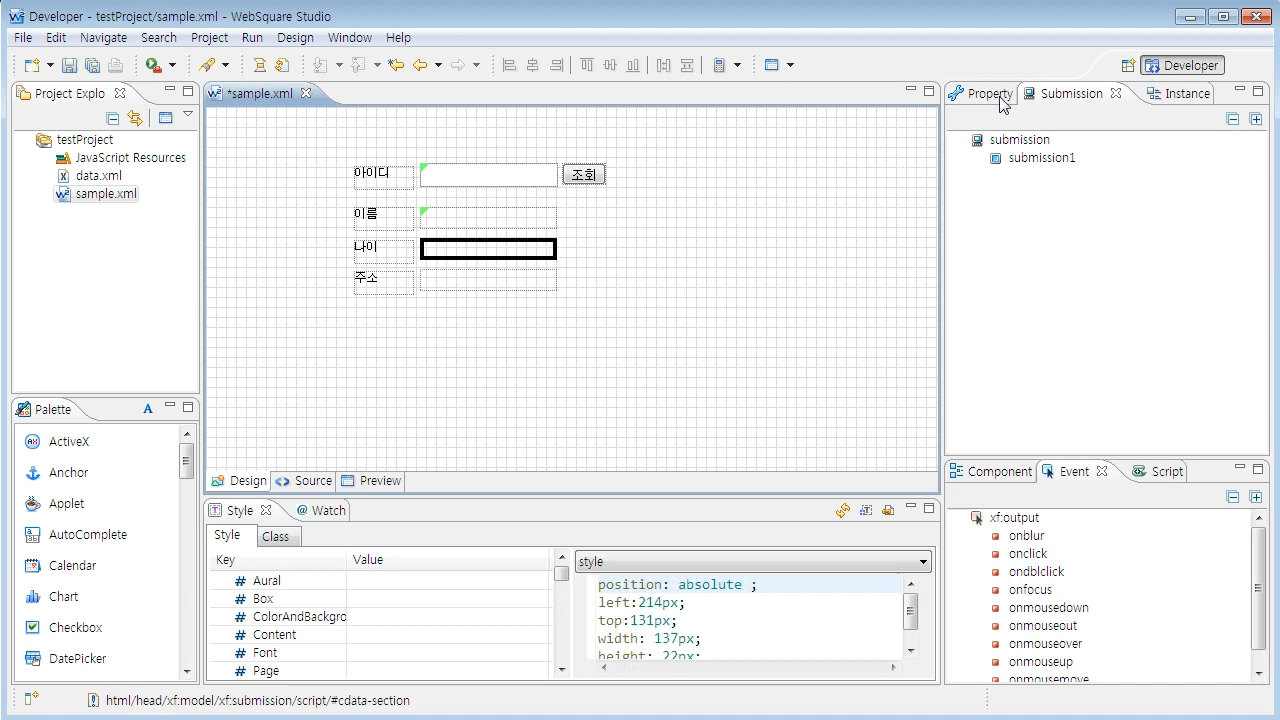 Developer - testProject/sample.xml - WebSquare Studio
File Edit Navigate Search Project Run Design Window Help
Developer
Project Explo
testProject
JavaScript Resources
data.xml
sample.xml
*sample.xml
아이디
조회
이름
나이
주소
Design Source Preview
Property Submission Instance
submission
submission1
Palette
ActiveX
Anchor
Applet
AutoComplete
Calendar
Chart
Checkbox
DatePicker
Style Watch
Style Class
Key Value
Aural
Box
ColorAndBackgro
Content
Font
Page
style
position: absolute ;
left:214px;
top:131px;
width: 137px;
height: 22px;
Component Event Script
xf:output
onblur
onclick
ondblclick
onfocus
onmousedown
onmouseout
onmouseover
onmouseup
onmousemove
html/head/xf:model/xf:submission/script/#cdata-section